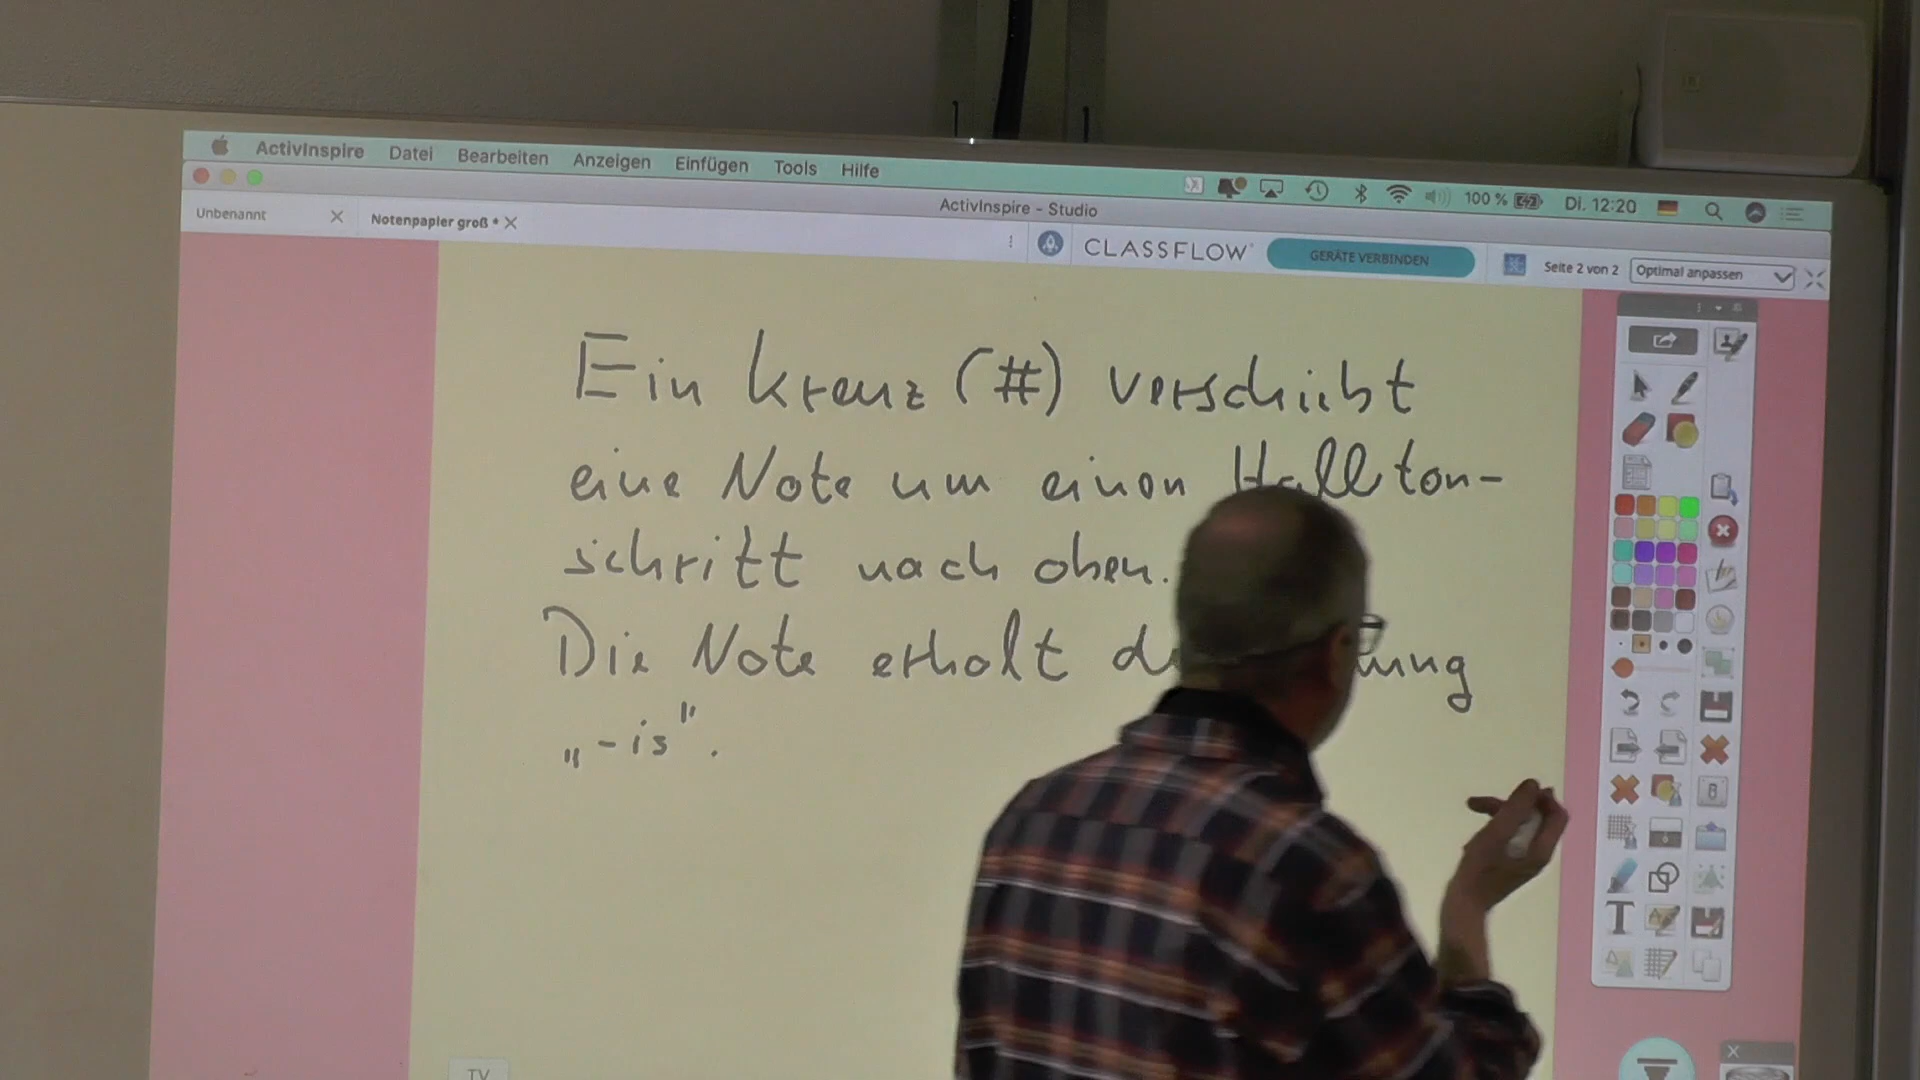 ActivInspire Datei Bearbeiten Anzeigen Einfügen Tools Hilfe
100 % Di. 12:20
ActivInspire - Studio
Unbenannt
Notenpapier groß *
CLASSFLOW
GERÄTE VERBINDEN
Seite 2 von 2
Optimal anpassen
Ein Kreuz (#) verschiebt
eine Note um einen Halbton-
schritt nach oben.
Die Note erhält
„-is".
T
TV